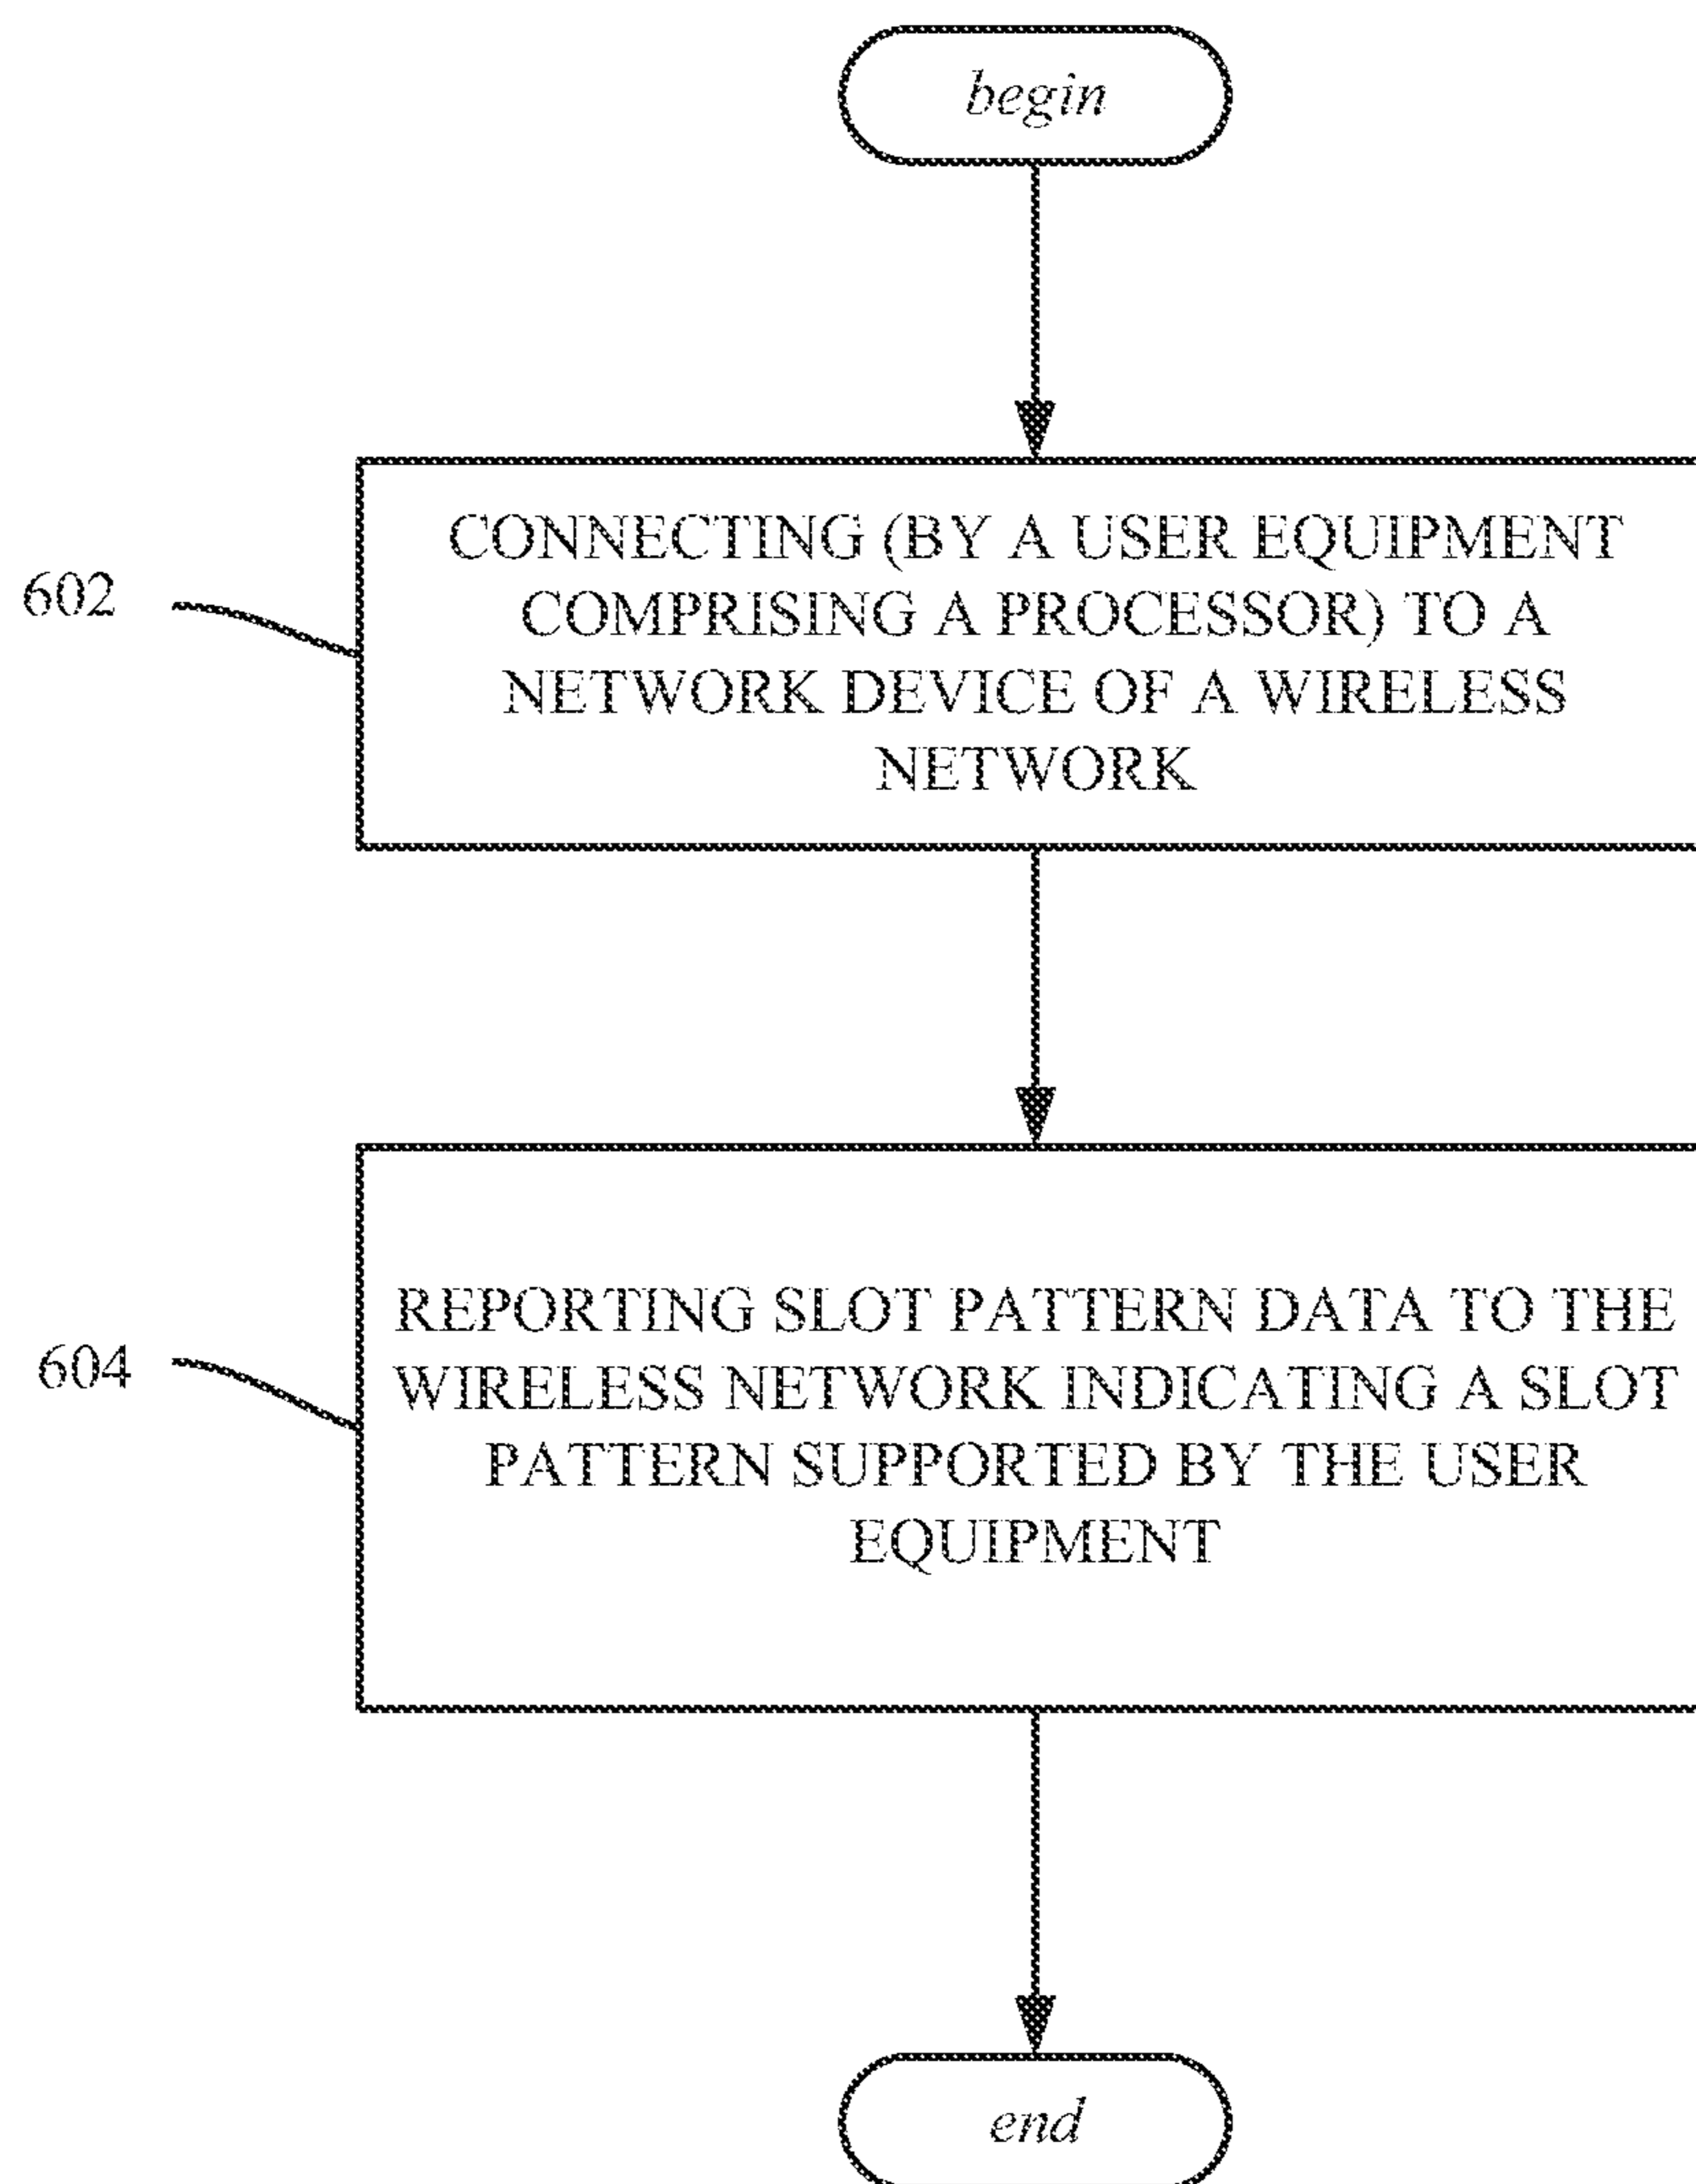 begin
602
CONNECTING (BY A USER EQUIPMENT
COMPRISING A PROCESSOR) TO A
NETWORK DEVICE OF A WIRELESS
NETWORK
604
REPORTING SLOT PATTERN DATA TO THE
WIRELESS NETWORK INDICATING A SLOT
PATTERN SUPPORTED BY THE USER
EQUIPMENT
end